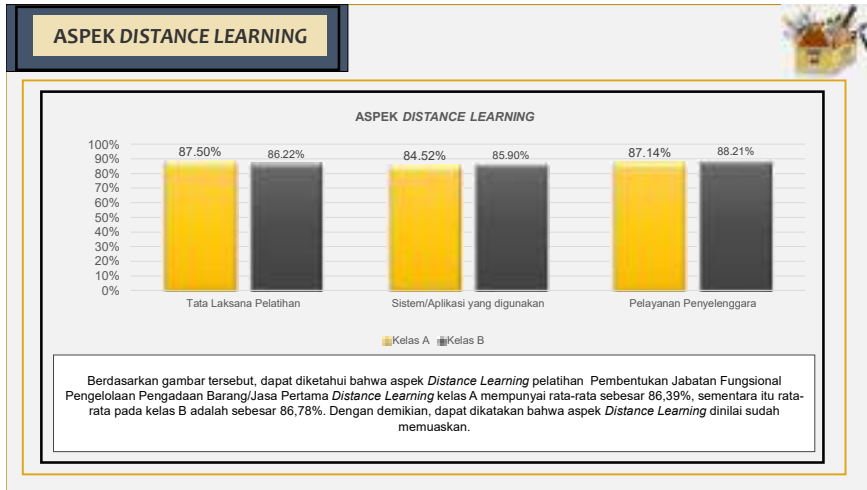 ASPEK DISTANCE LEARNING
ASPEK DISTANCE LEARNING
100%
90%
80%
70%
60%
50%
40%
30%
20%
10%
0%
87.50%
86.22%
84.52%
85.90%
87.14%
88.21%
Tata Laksana Pelatihan
Sistem/Aplikasi yang digunakan
Pelayanan Penyelenggara
Kelas A Kelas B
Berdasarkan gambar tersebut, dapat diketahui bahwa aspek Distance Learning pelatihan Pembentukan Jabatan Fungsional
Pengelolaan Pengadaan Barang/Jasa Pertama Distance Learning kelas A mempunyai rata-rata sebesar 86,39%, sementara itu rata-
rata pada kelas B adalah sebesar 86,78%. Dengan demikian, dapat dikatakan bahwa aspek Distance Learning dinilai sudah
memuaskan.